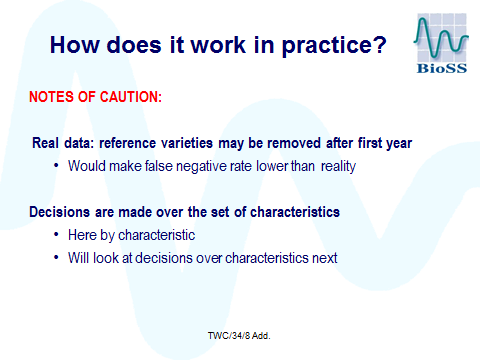 How does it work in practice?
BioSS
NOTES OF CAUTION:
Real data: reference varieties may be removed after first year
• Would make false negative rate lower than reality
Decisions are made over the set of characteristics
• Here by characteristic
• Will look at decisions over characteristics next
TWC/34/8 Add.